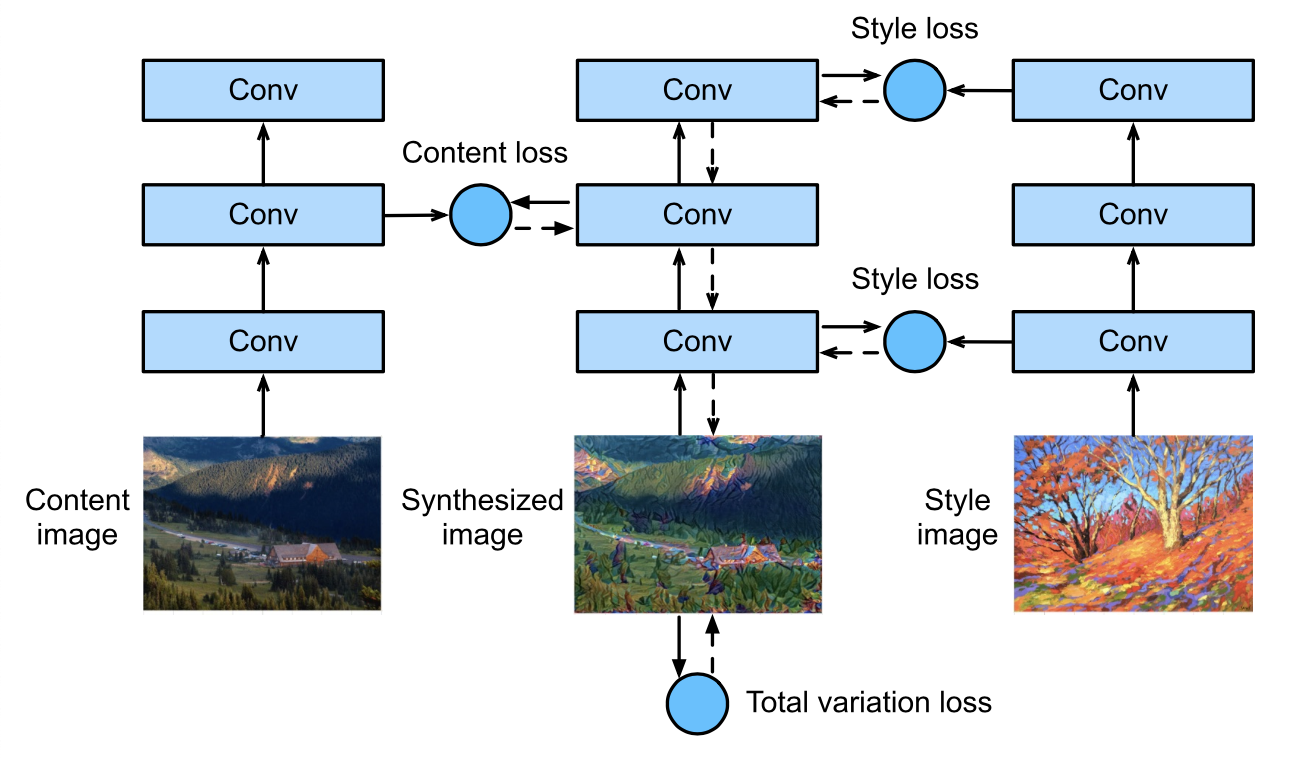 Style loss
Conv
Conv
Conv
Content loss
Conv
Conv
Conv
Style loss
Conv
Conv
Conv
Content
image
Synthesized
image
Style
image
Total variation loss